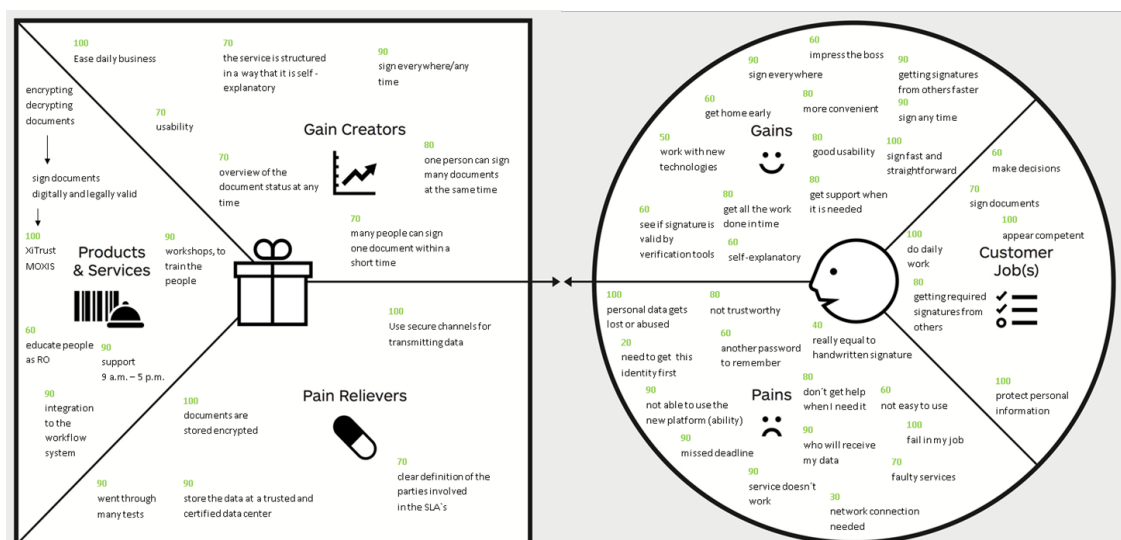 100
Ease daily business
70
the service is structured
in a way that it is self -
explanatory
90
sign everywhere/any
time
encrypting
decrypting
documents
70
usability
Gain Creators
80
one person can sign
many documents
at the same time
70
overview of the
document status at any
time
sign documents
digitally and legally valid
70
many people can sign
one document within a
short time
100
XiTrust
MOXIS
Products
& Services
90
workshops, to
train the
people
60
educate people
as RO
90
support
9 a.m. – 5 p.m.
90
integration
to the
workflow
system
100
Use secure channels for
transmitting data
Pain Relievers
100
documents are
stored encrypted
70
clear definition of the
parties involved
in the SLA's
90
went through
many tests
90
store the data at a trusted and
certified data center
60
impress the boss
90
sign everywhere
90
getting signatures
from others faster
60
get home early
80
more convenient
90
sign any time
Gains
50
work with new
technologies
80
good usability
100
sign fast and
straightforward
80
get support when
it is needed
80
get all the work
done in time
60
see if signature is
valid by
verification tools
60
self-explanatory
60
make decisions
70
sign documents
100
appear competent
100
do daily
work
Customer
Job(s)
80
getting required
signatures from
others
100
protect personal
information
100
personal data gets
lost or abused
80
not trustworthy
20
need to get this
identity first
60
another password
to remember
40
really equal to
handwritten signature
Pains
90
not able to use the
new platform (ability)
80
don´t get help
when I need it
60
not easy to use
90
missed deadline
90
who will receive
my data
100
fail in my job
90
service doesn´t
work
70
faulty services
30
network connection
needed